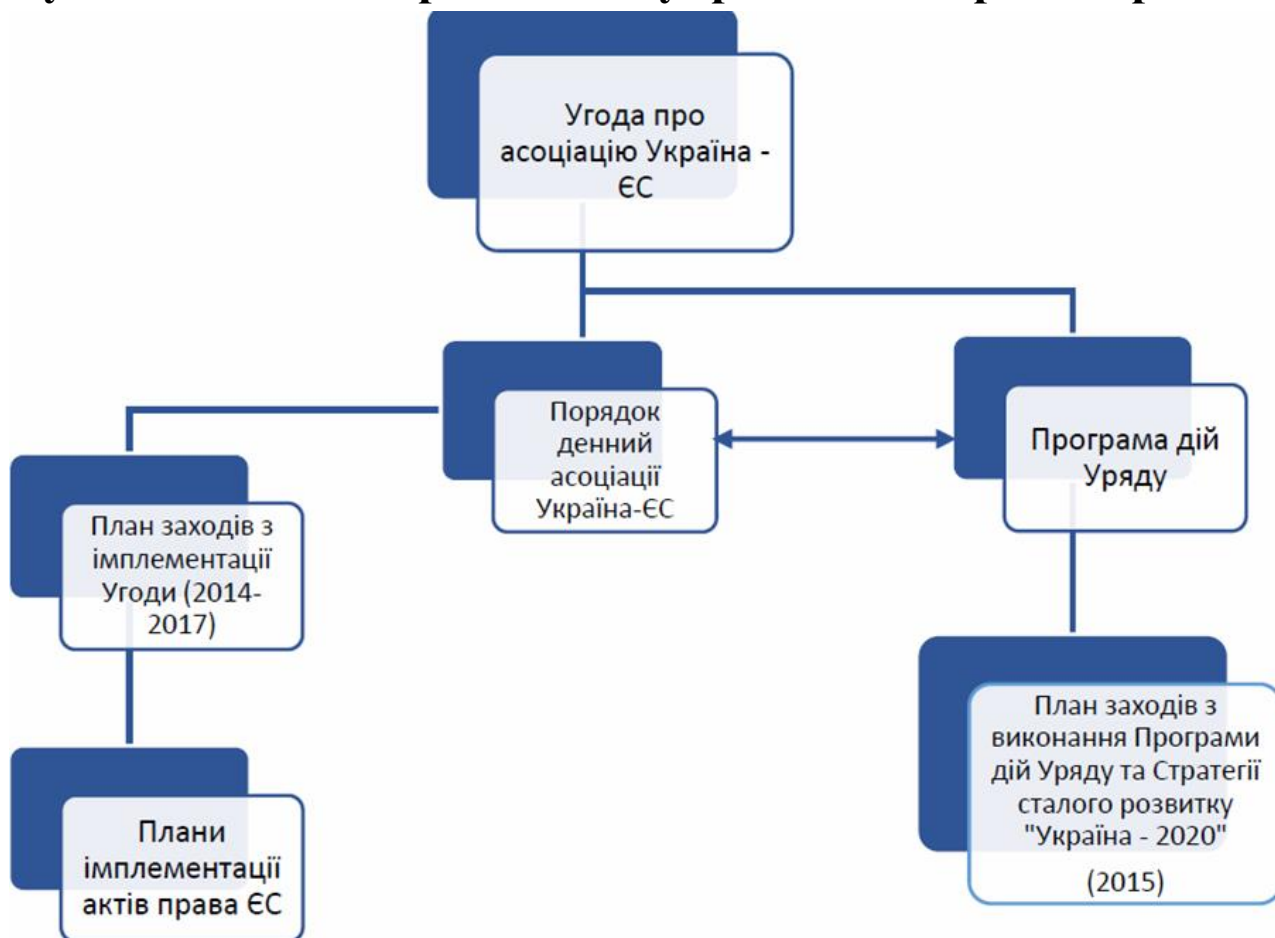 Угода про
асоціацію Україна -
ЄС
Порядок
денний
асоціації
Україна-ЄС
Програма дій
Уряду
План заходів з
імплементації
Угоди (2014-
2017)
План заходів з
виконання Програми
дій Уряду та Стратегії
сталого розвитку
"Україна - 2020"
(2015)
Плани
імплементації
актів права ЄС